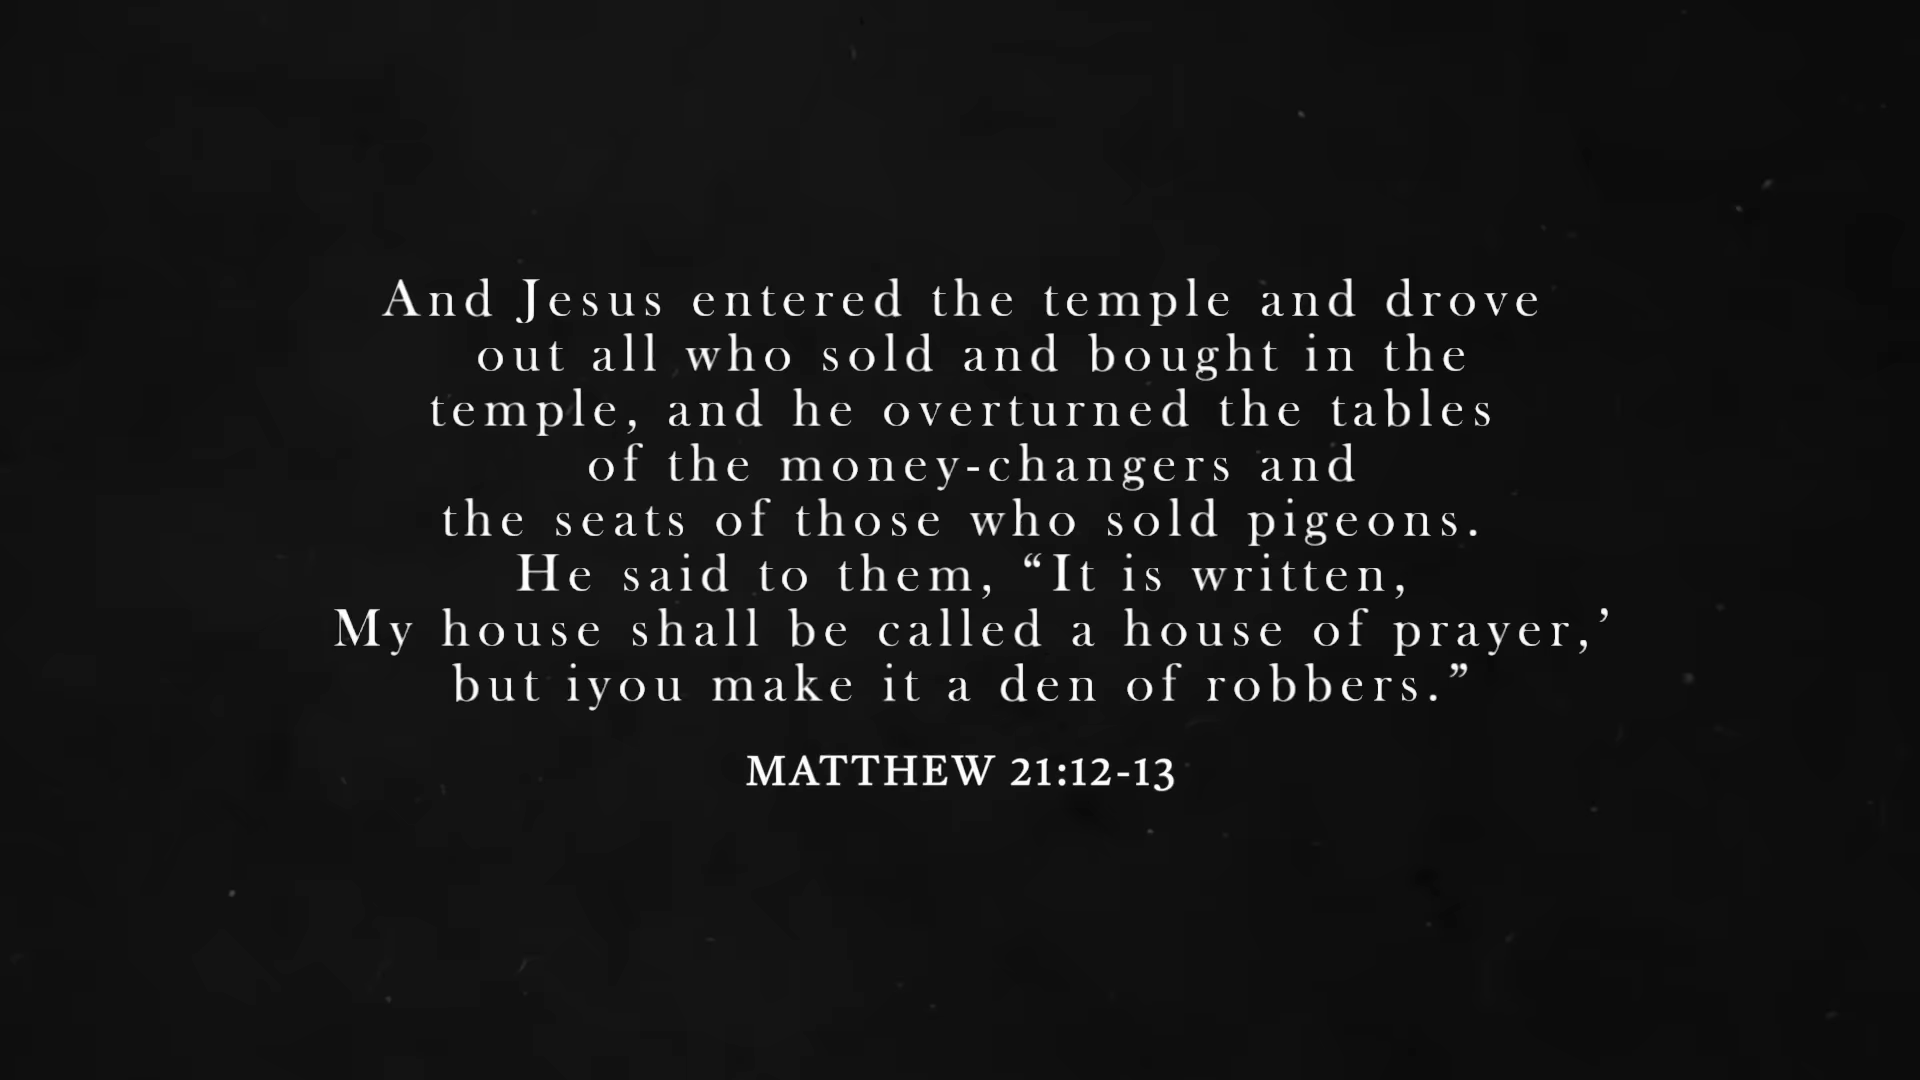 And Jesus entered the temple and drove
out all who sold and bought in the
temple, and he overturned the tables
of the money-changers and
the seats of those who sold pigeons.
He said to them, “It is written,
My house shall be called a house of prayer,’
but iyou make it a den of robbers.”
MATTHEW 21:12-13